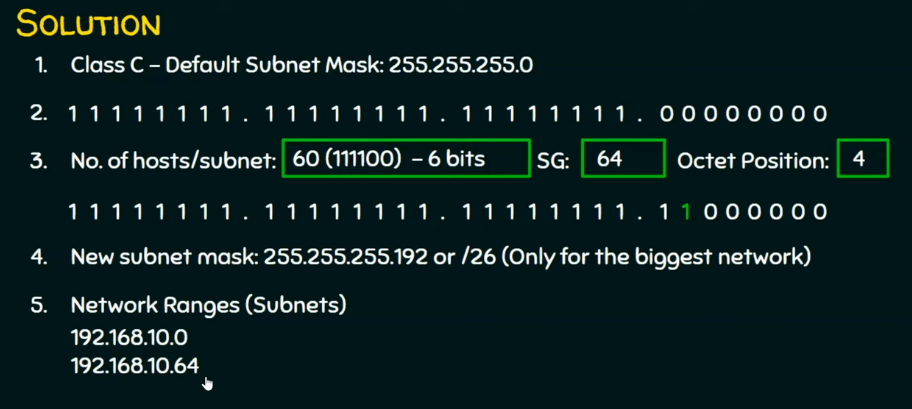 SOLUTION
1. Class C – Default Subnet Mask: 255.255.255.0
2. 1 1 1 1 1 1 1 1 . 1 1 1 1 1 1 1 1 . 1 1 1 1 1 1 1 1 . 0 0 0 0 0 0 0 0
3. No. of hosts/subnet: 60 (111100) – 6 bits SG: 64 Octet Position: 4
1 1 1 1 1 1 1 1 . 1 1 1 1 1 1 1 1 . 1 1 1 1 1 1 1 1 . 1 1 0 0 0 0 0 0
4. New subnet mask: 255.255.255.192 or /26 (Only for the biggest network)
5. Network Ranges (Subnets)
192.168.10.0
192.168.10.64